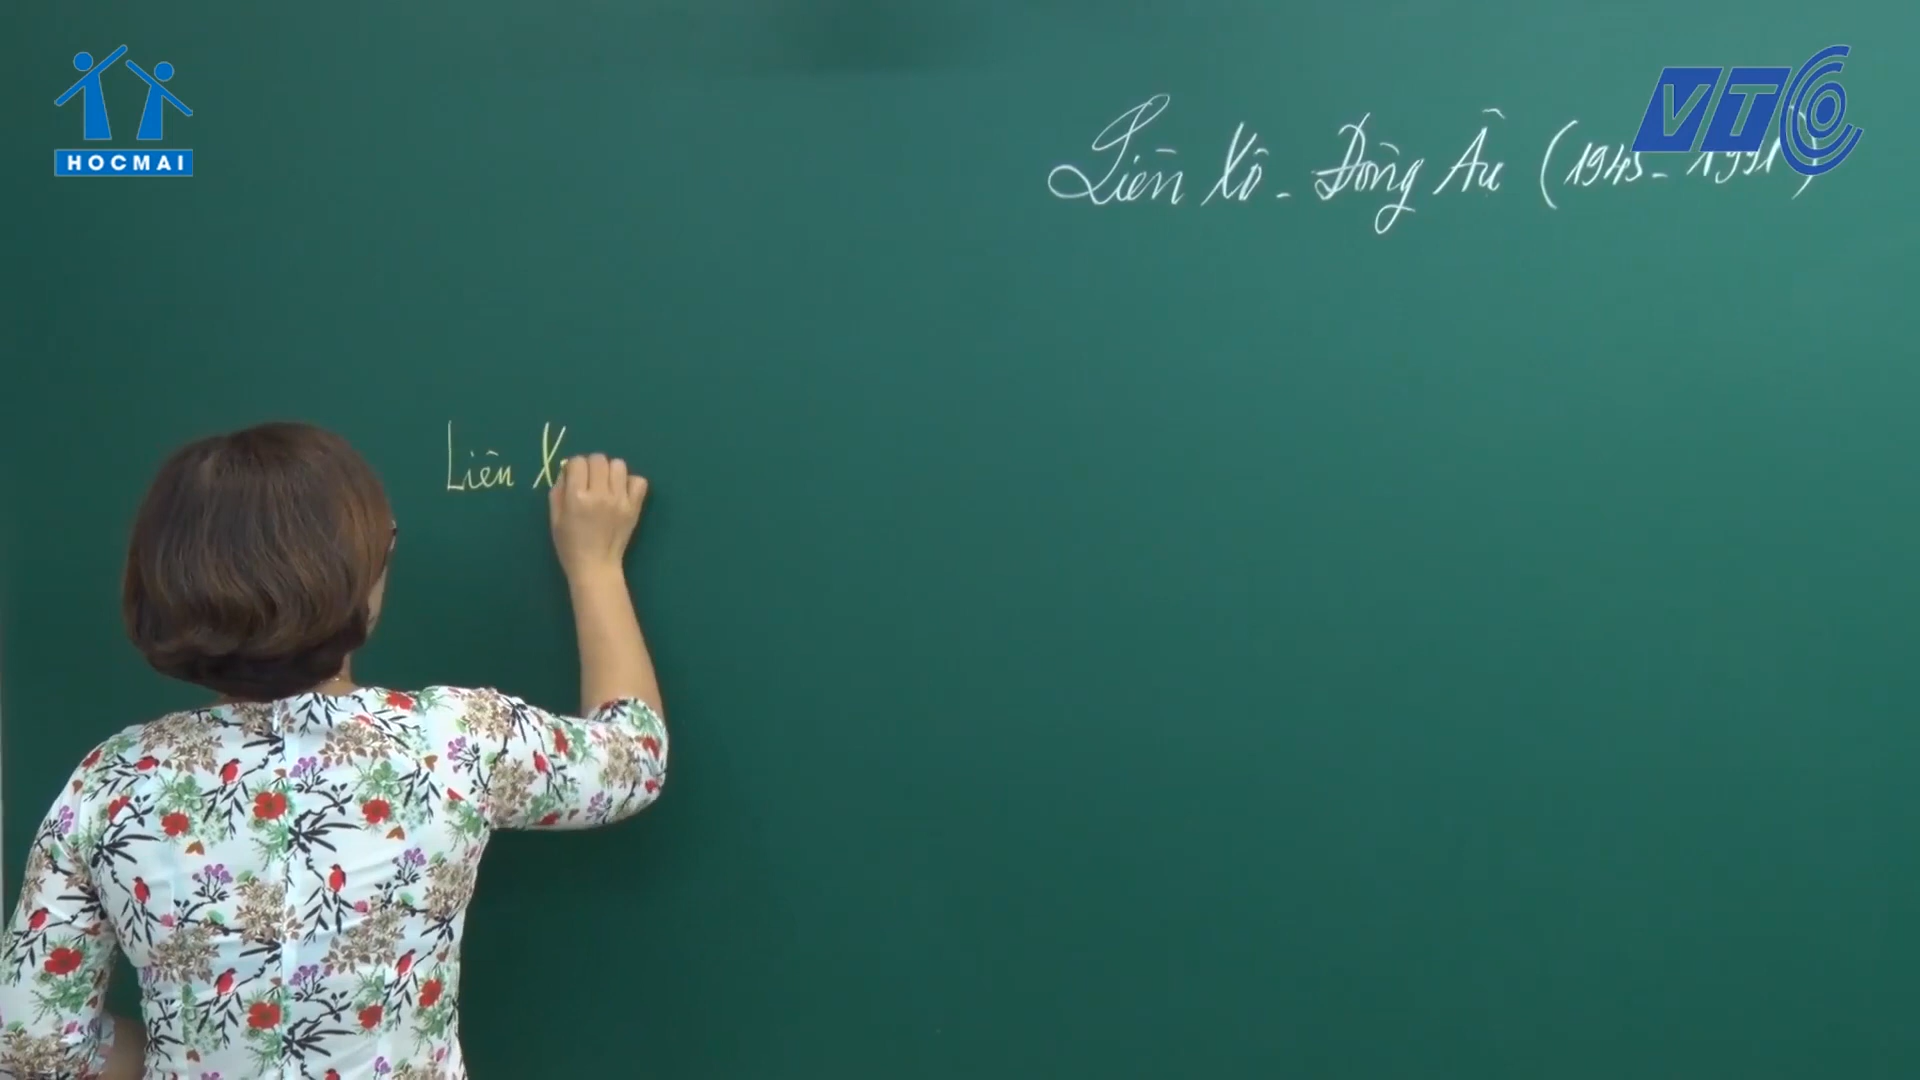 HOCMAI
VTC
Liên Xô - Đông Âu (1945 - 1991)
Liên X